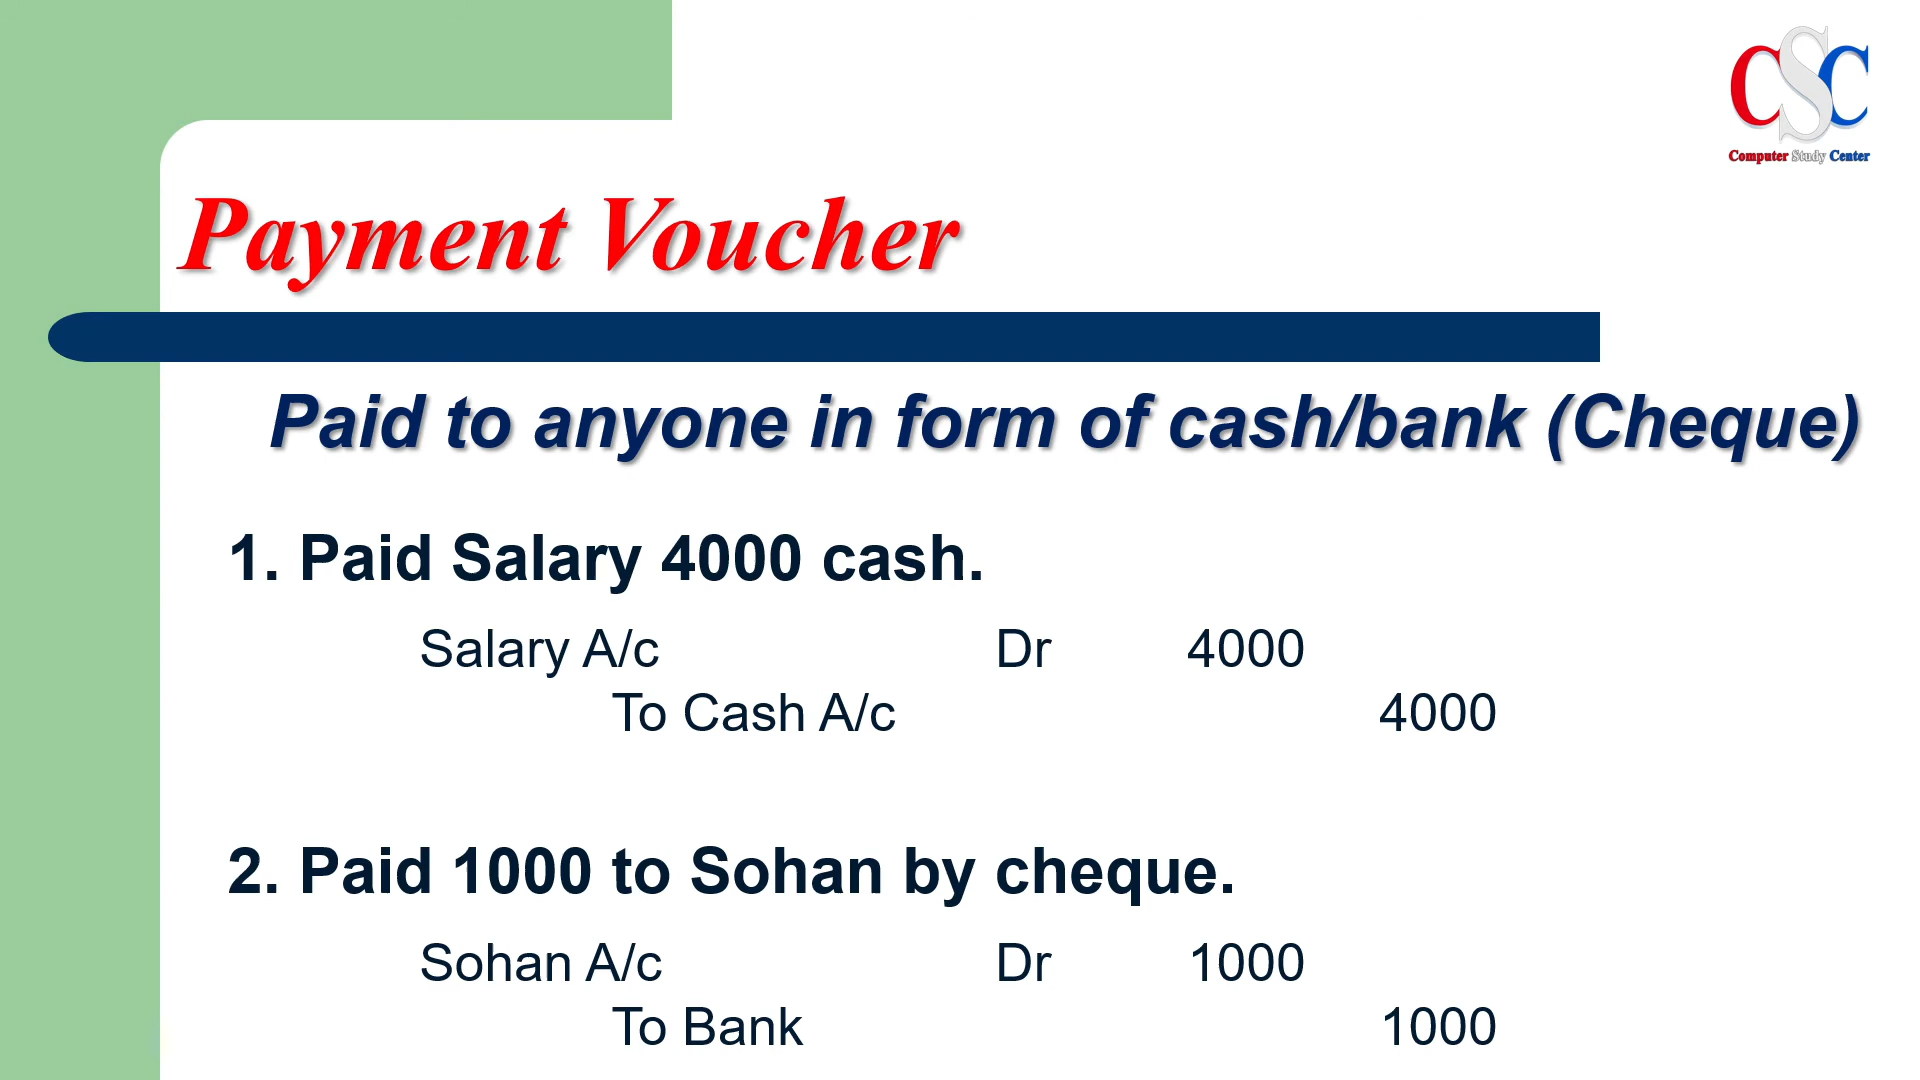 CSC
Computer Study Center
Payment Voucher
Paid to anyone in form of cash/bank (Cheque)
1. Paid Salary 4000 cash.
Salary A/c Dr 4000
To Cash A/c 4000
2. Paid 1000 to Sohan by cheque.
Sohan A/c Dr 1000
To Bank 1000